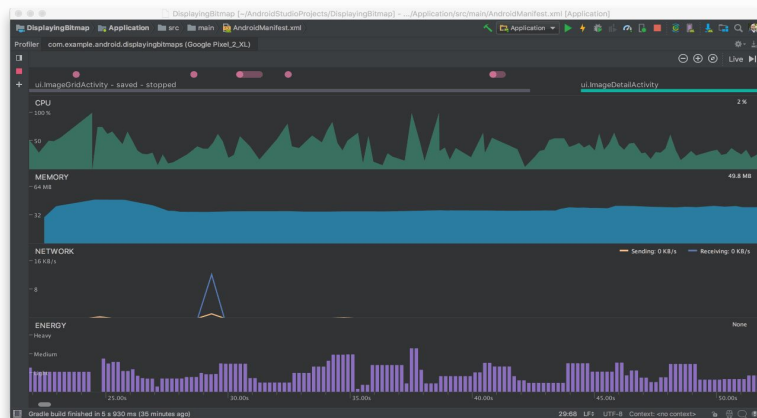 DisplayingBitmap [~/AndroidStudioProjects/DisplayingBitmap] - .../Application/src/main/AndroidManifest.xml [Application]
DisplayingBitmap Application src main AndroidManifest.xml Application
Profiler com.example.android.displayingbitmaps (Google Pixel_2_XL)
Live
ui.ImageGridActivity - saved - stopped ui.ImageDetailActivity
CPU 2 %
100 %
50
MEMORY 49.8 MB
64 MB
32
NETWORK Sending: 0 KB/s Receiving: 0 KB/s
16 KB/s
8
ENERGY None
Heavy
Medium
Light
25.00s 30.00s 35.00s 40.00s 45.00s 50.00s
Gradle build finished in 5 s 930 ms (35 minutes ago) 29:68 LF÷ UTF-8 Context: <no context>